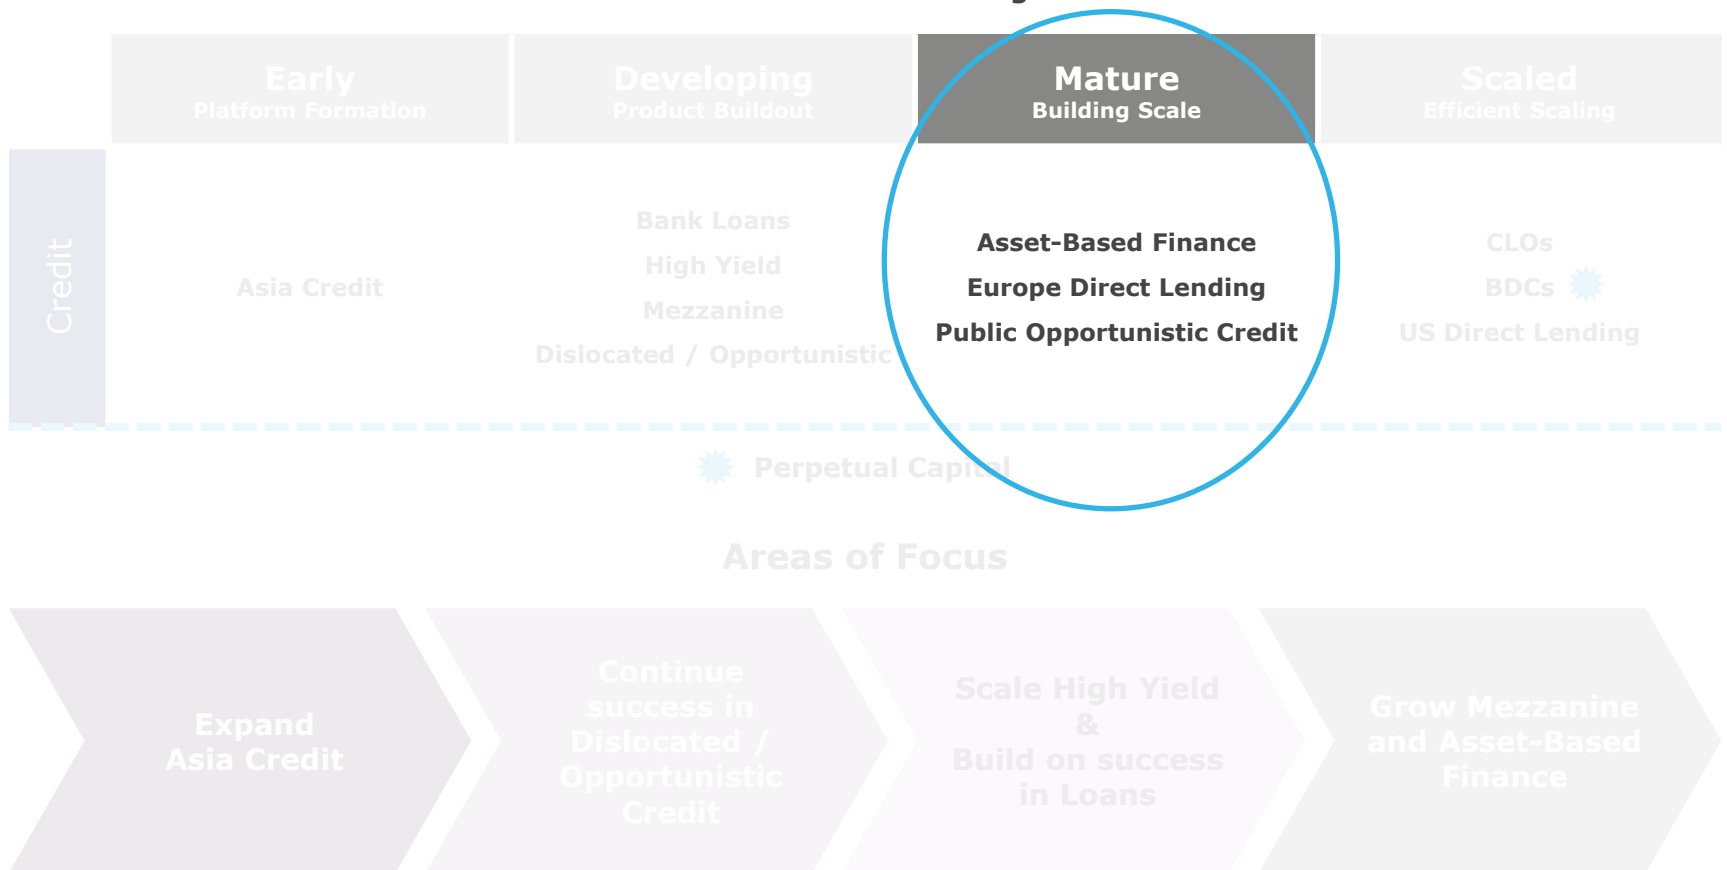 Early
Platform Formation
Developing
Product Buildout
Mature
Building Scale
Scaled
Efficient Scaling
Credit
Asia Credit
Bank Loans
High Yield
Mezzanine
Dislocated / Opportunistic
Asset-Based Finance
Europe Direct Lending
Public Opportunistic Credit
CLOs
BDCs
US Direct Lending
Perpetual Capital
Areas of Focus
Expand
Asia Credit
Continue
success in
Dislocated /
Opportunistic
Credit
Scale High Yield
&
Build on success
in Loans
Grow Mezzanine
and Asset-Based
Finance